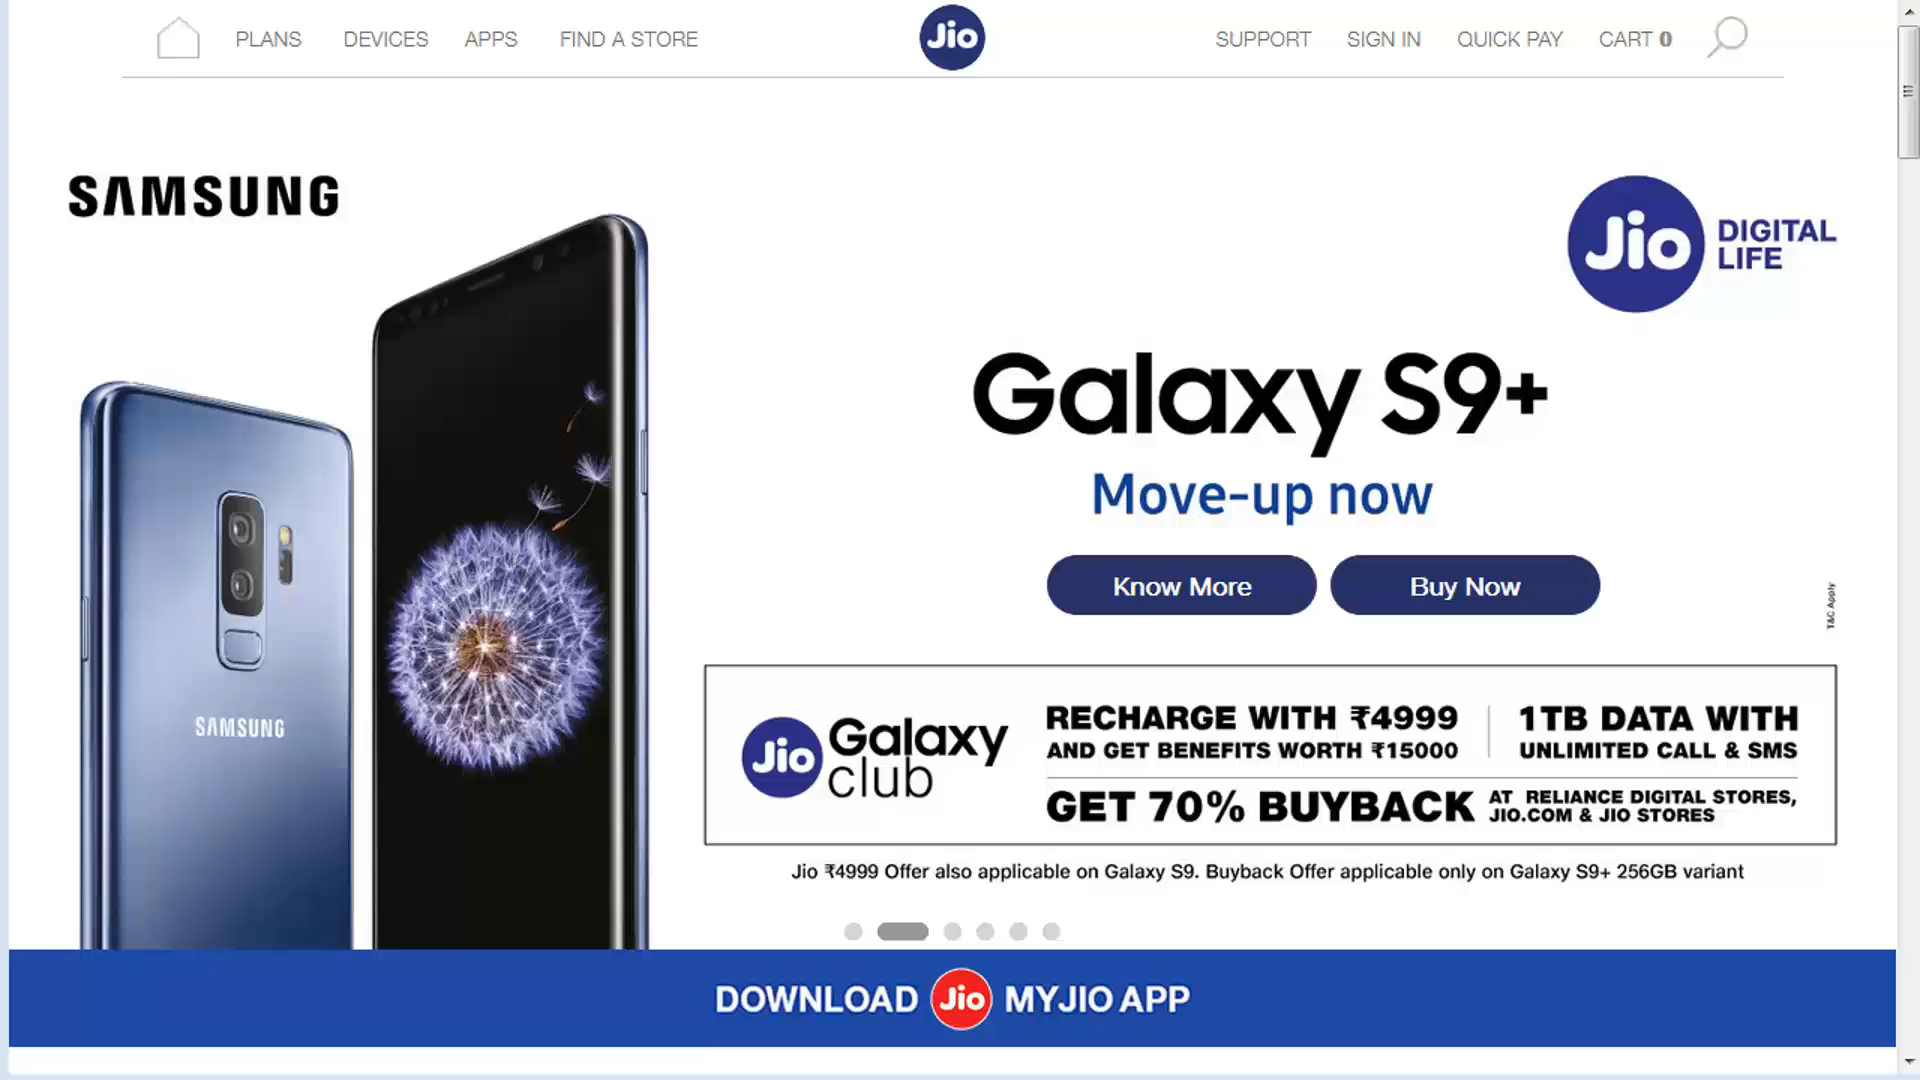 PLANS DEVICES APPS FIND A STORE Jio SUPPORT SIGN IN QUICK PAY CART 0
SAMSUNG
Jio DIGITAL
LIFE
Galaxy S9+
Move-up now
Know More Buy Now
T&C Apply
SAMSUNG
Jio Galaxy
club
RECHARGE WITH ₹4999
AND GET BENEFITS WORTH ₹15000
1TB DATA WITH
UNLIMITED CALL & SMS
GET 70% BUYBACK AT RELIANCE DIGITAL STORES,
JIO.COM & JIO STORES
Jio ₹4999 Offer also applicable on Galaxy S9. Buyback Offer applicable only on Galaxy S9+ 256GB variant
DOWNLOAD Jio MYJIO APP